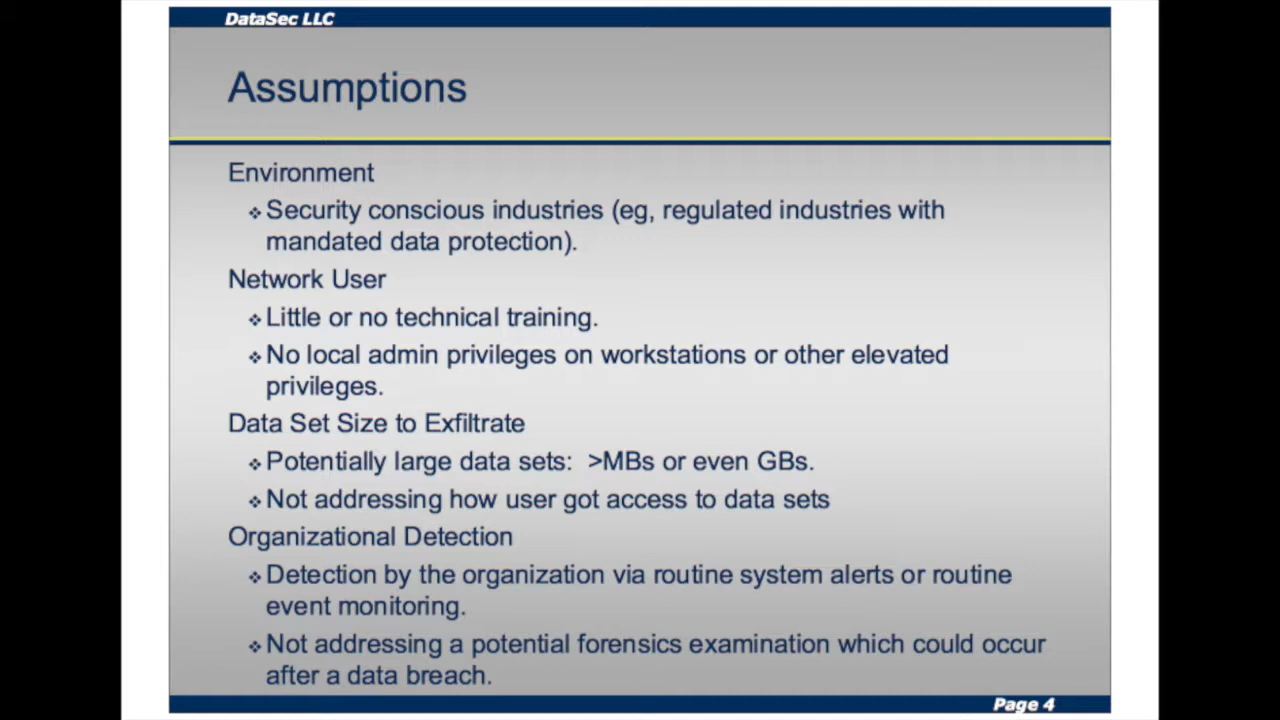 DataSec LLC
Assumptions
Environment
❖Security conscious industries (eg, regulated industries with
mandated data protection).
Network User
❖Little or no technical training.
❖No local admin privileges on workstations or other elevated
privileges.
Data Set Size to Exfiltrate
❖Potentially large data sets:  >MBs or even GBs.
❖Not addressing how user got access to data sets
Organizational Detection
❖Detection by the organization via routine system alerts or routine
event monitoring.
❖Not addressing a potential forensics examination which could occur
after a data breach.
Page 4